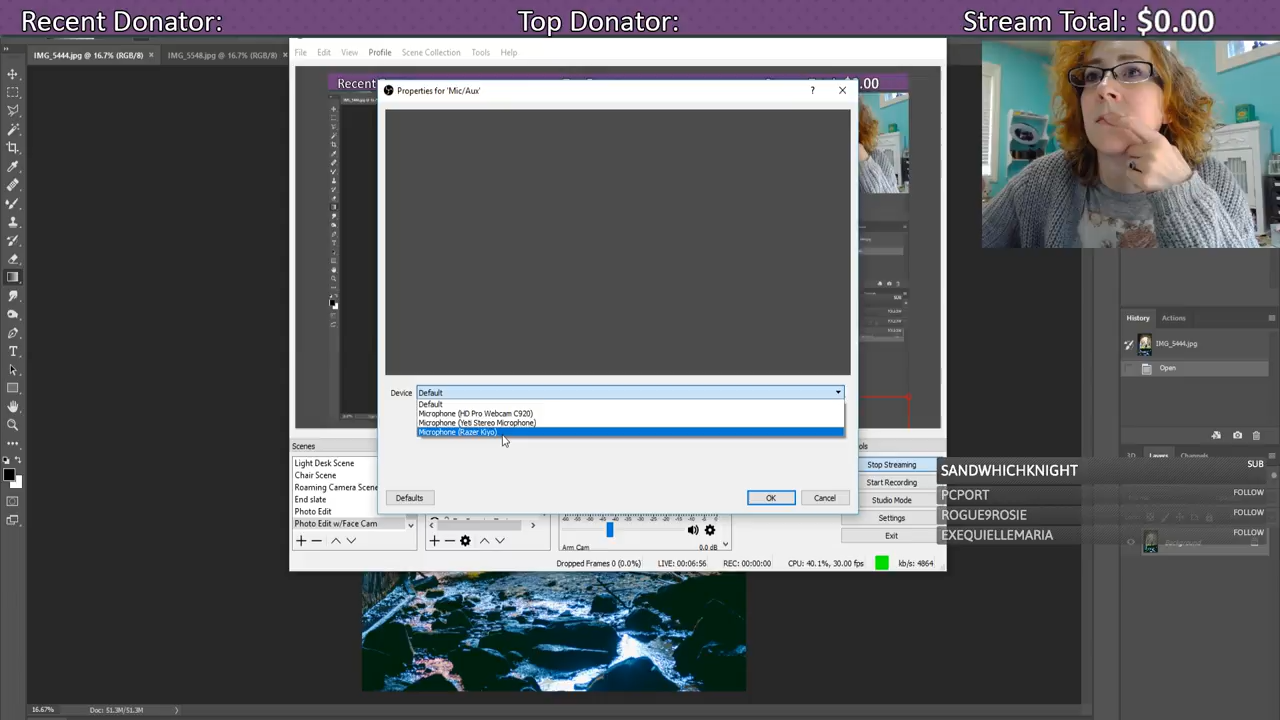 Recent Donator: Top Donator: Stream Total: $0.00
IMG_5444.jpg @ 16.7% (RGB/8) × IMG_5548.jpg @ 16.7% (RGB/8) ×
File Edit View Profile Scene Collection Tools Help
Recent
.00
Properties for 'Mic/Aux'
Device Default
Default
Microphone (HD Pro Webcam C920)
Microphone (Yeti Stereo Microphone)
Microphone (Razer Kiyo)
Defaults OK Cancel
Scenes
Light Desk Scene
Chair Scene
Roaming Camera Scene
End slate
Photo Edit
Photo Edit w/Face Cam
Arm Cam 0.0 dB
Stop Streaming
Start Recording
Studio Mode
Settings
Exit
Dropped Frames 0 (0.0%) LIVE: 00:06:56 REC: 00:00:00 CPU: 40.1%, 30.00 fps kb/s: 4864
History Actions
IMG_5444.jpg
Open
3D Layers Channels
SANDWHICHKNIGHT SUB
PCPORT FOLLOW
ROGUE9ROSIE FOLLOW
EXEQUIELLEMARIA FOLLOW
Background
16.67% Doc: 51.3M/51.3M